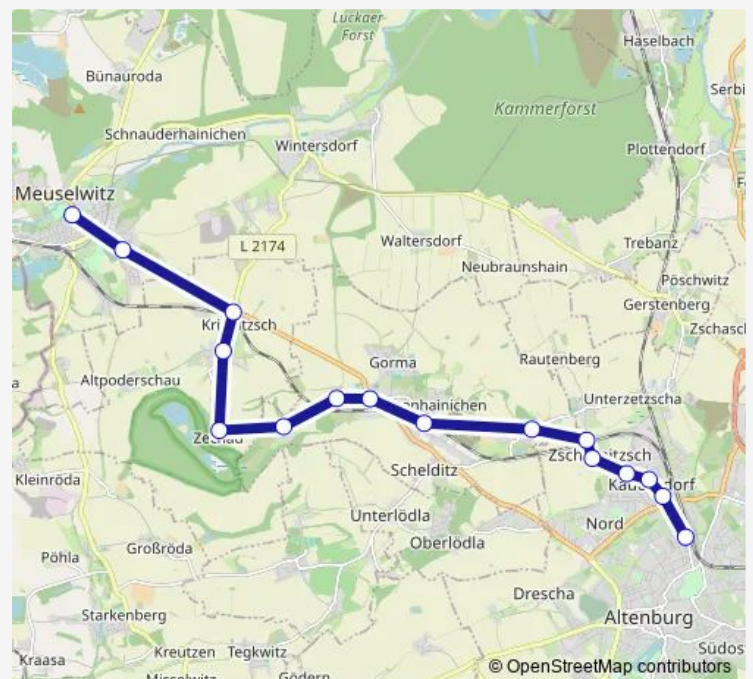 Luckaer
Forst
Haselbach
Bünauroda
Kammerforst
Serbi
Schnauderhainichen
Wintersdorf
Plottendorf
Meuselwitz
L 2174
Waltersdorf
Trebanz
Neubraunshain
Pöschwitz
Gerstenberg
Zschasc
Gorma
Rautenberg
Altpoderschau
Unterzetzscha
Scheldit​z
Kleinröda
Unterlödla
Nord
Oberlödla
Großröda
Pöhla
Drescha
Starkenberg
Altenburg
Kreutzen
Tegkwitz
Südos
Kraasa
© OpenStreetMap contributors